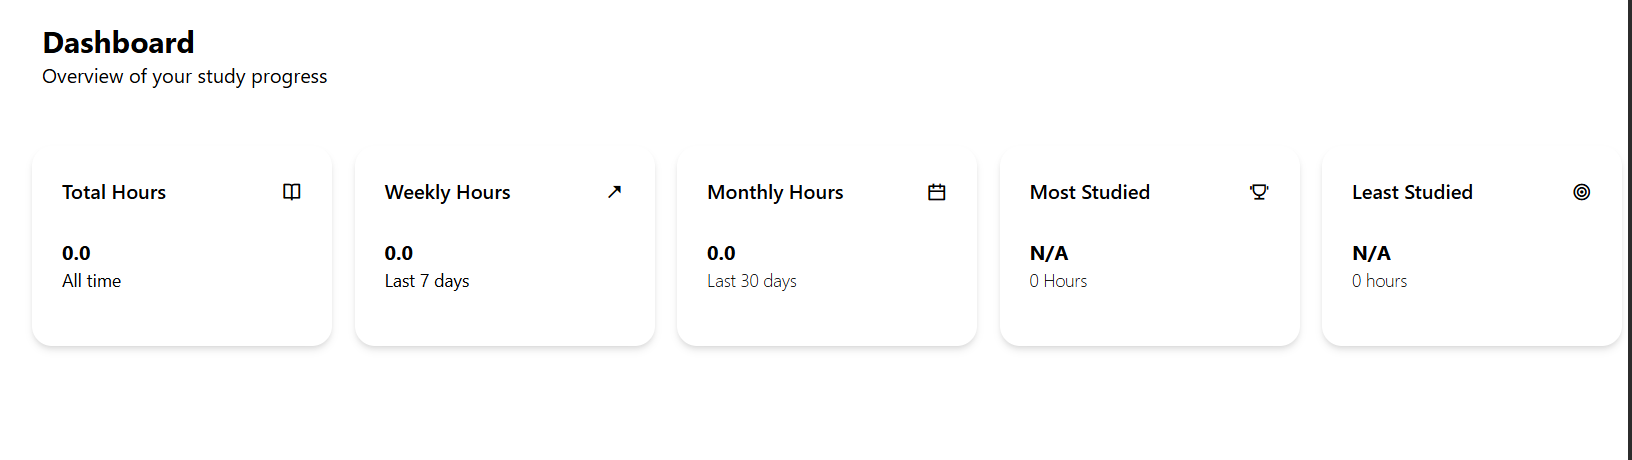 Dashboard
Overview of your study progress
Total Hours
0.0
All time
Weekly Hours
0.0
Last 7 days
Monthly Hours
0.0
Last 30 days
Most Studied
N/A
0 Hours
Least Studied
N/A
0 hours